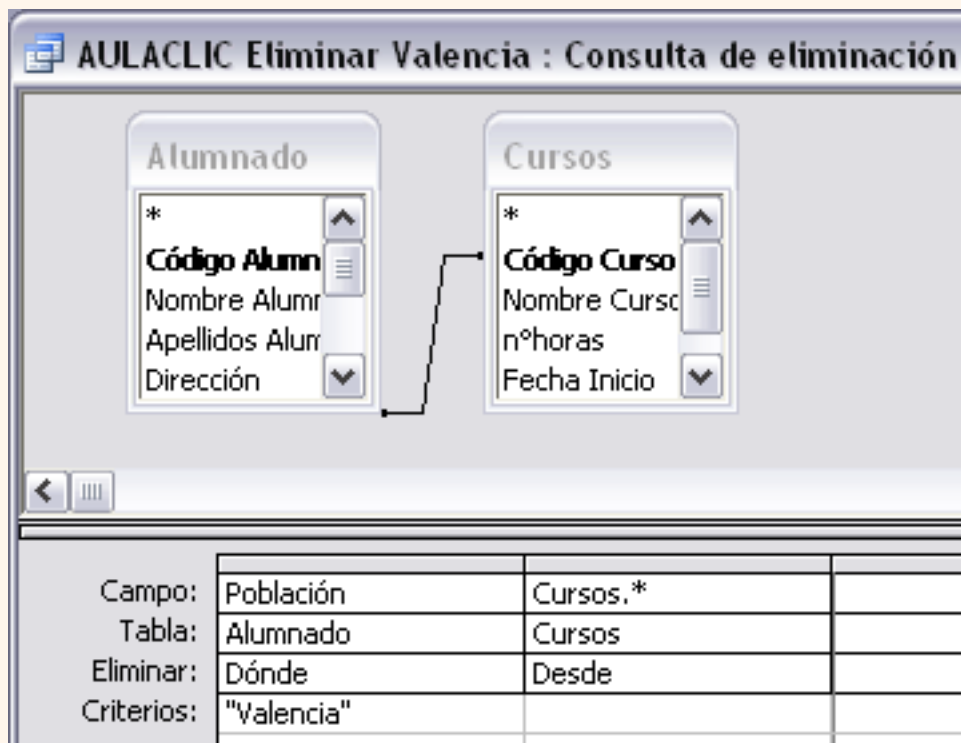 AULACLIC Eliminar Valencia : Consulta de eliminación
Alumnado
*
Código Alumn
Nombre Alumr
Apellidos Alum
Dirección
Cursos
*
Código Curso
Nombre Curso
nºhoras
Fecha Inicio
Campo: Población Cursos.*
Tabla: Alumnado Cursos
Eliminar: Dónde Desde
Criterios: "Valencia"